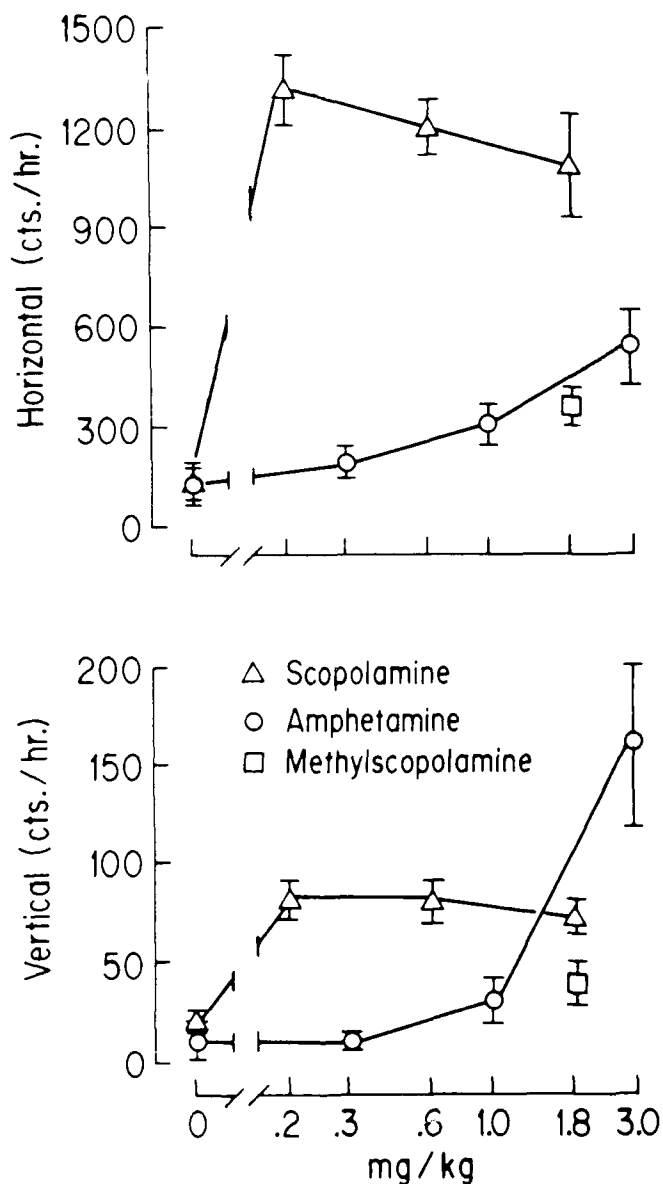 1500
1200
900
600
300
0
Horizontal (cts./hr.)
200
150
100
50
0
Vertical (cts./hr.)
Scopolamine
Amphetamine
Methylscopolamine
0 .2 .3 .6 1.0 1.8 3.0
mg/kg